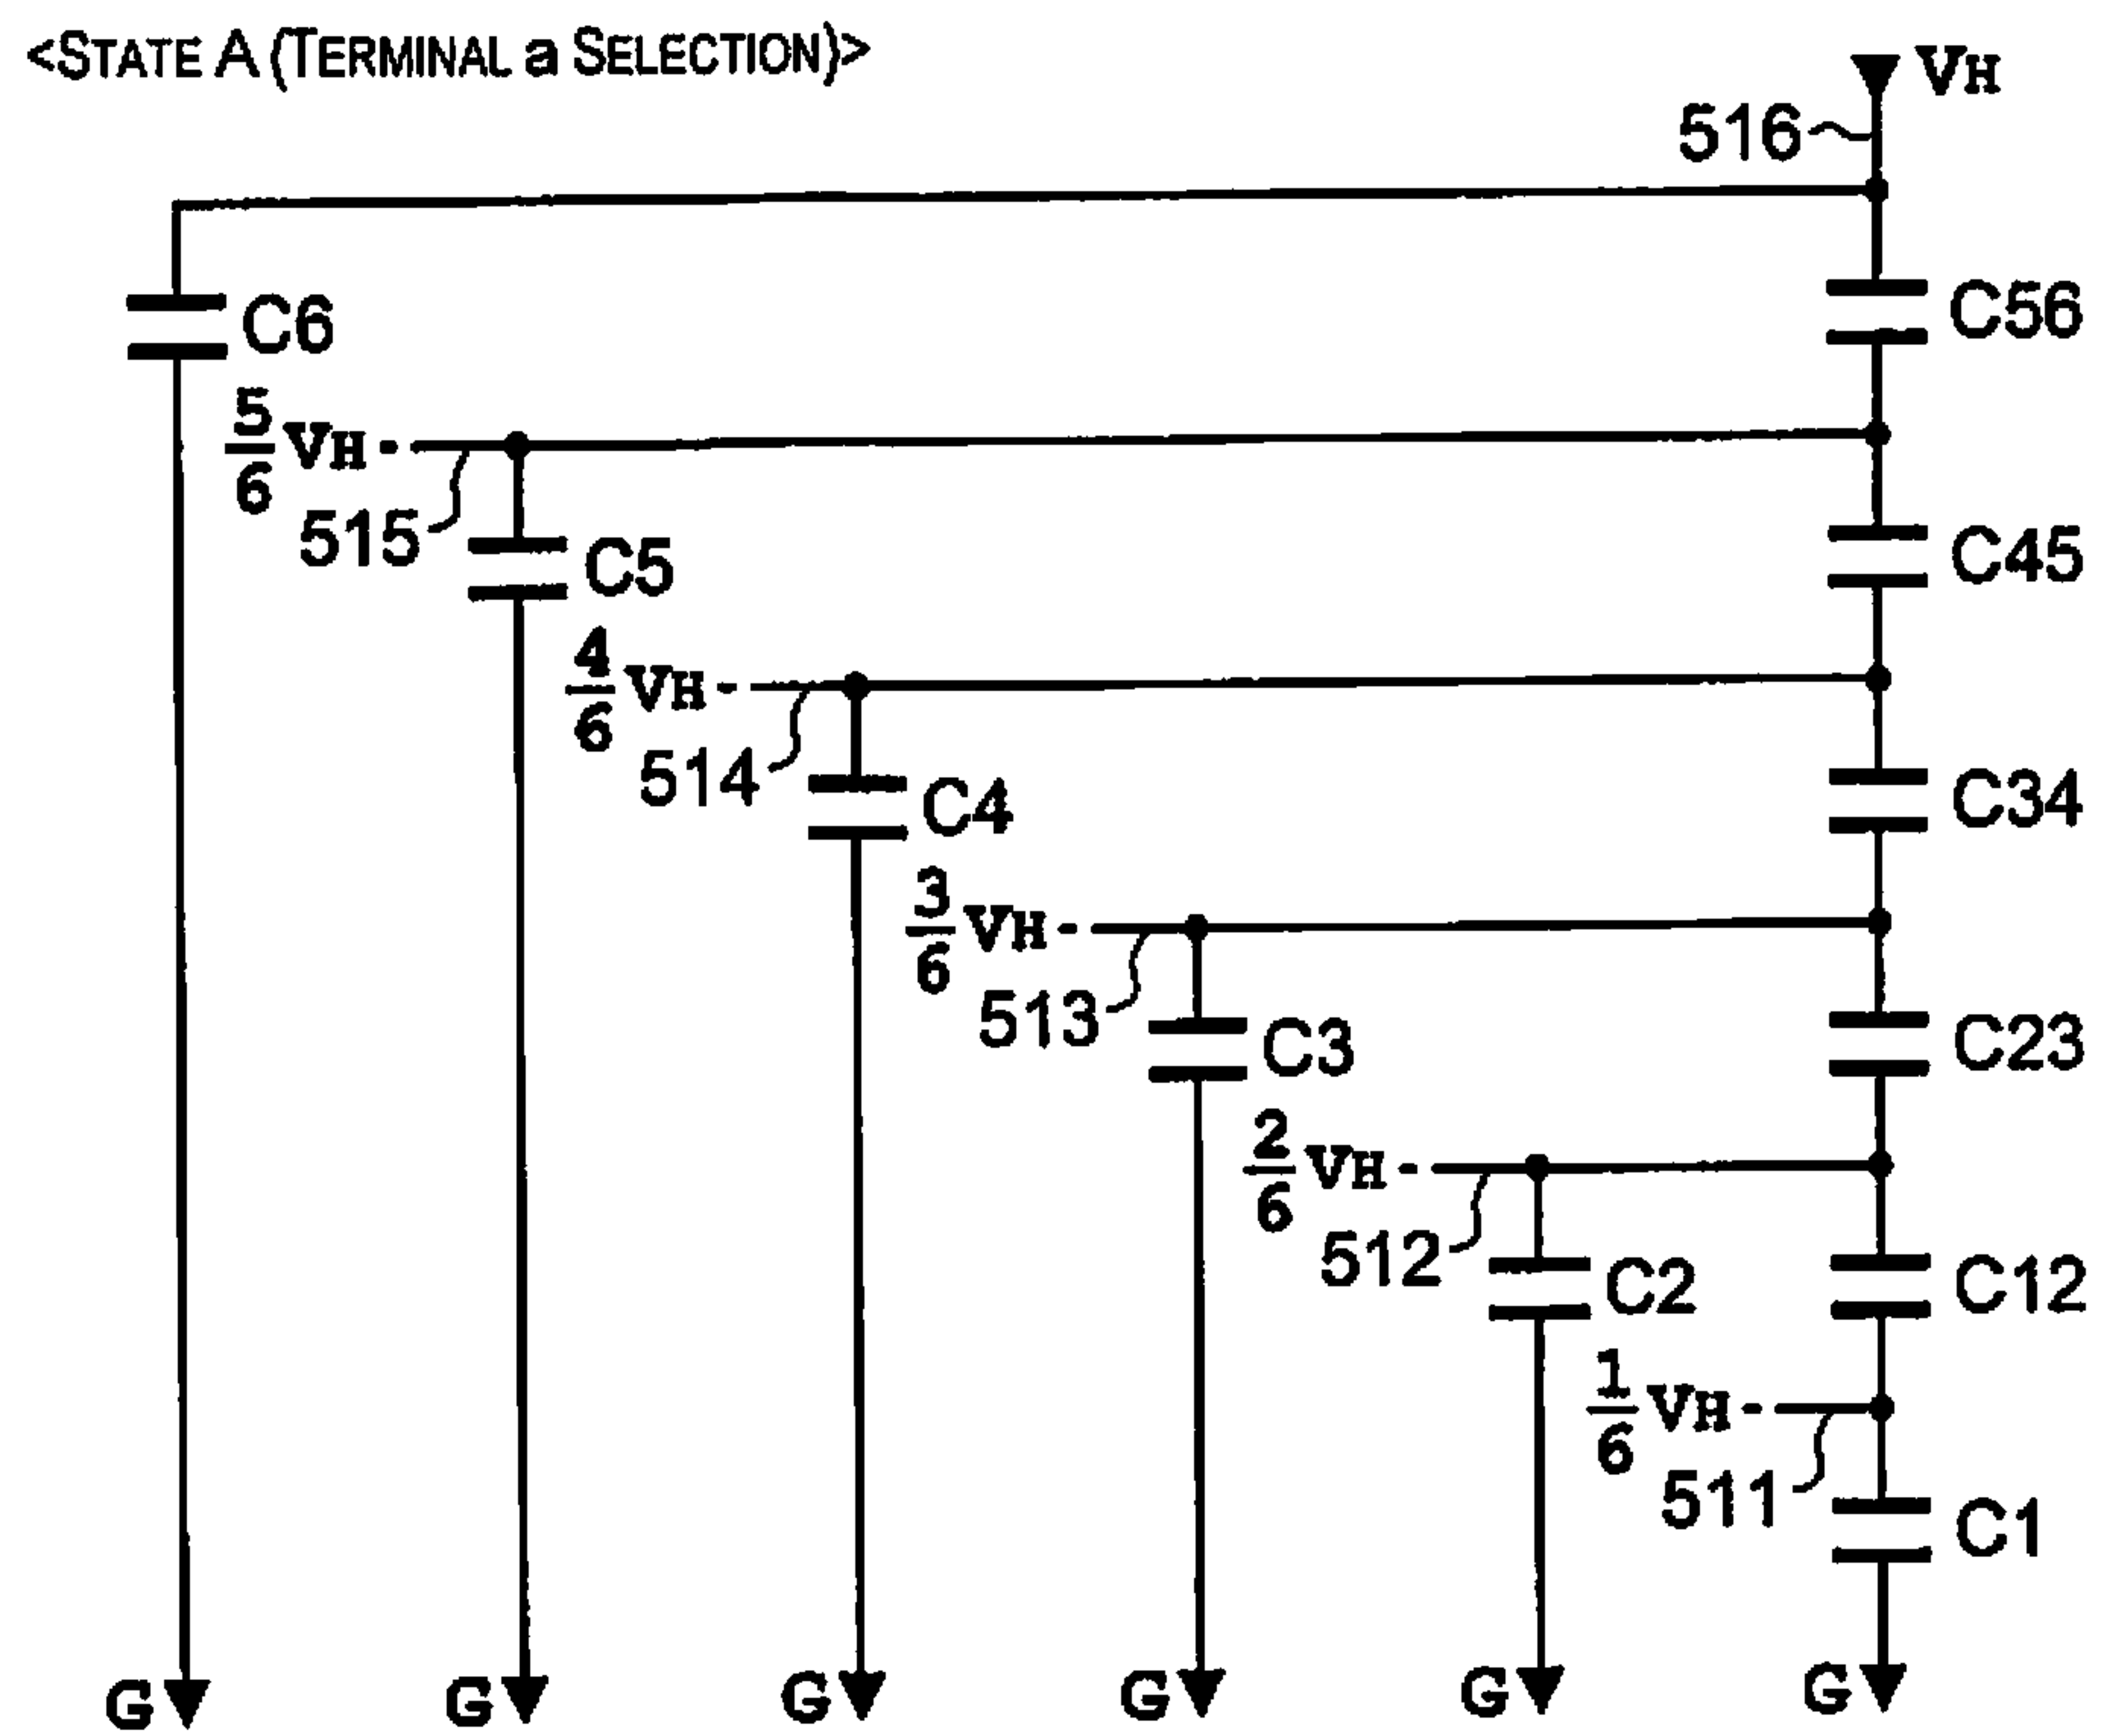 <STATE A (TERMINAL a SELECTION)>
VH
516
C6
C56
5/6 VH
515
C5
C45
4/6 VH
514
C4
C34
3/6 VH
513
C3
C23
2/6 VH
512
C2
C12
1/6 VH
511
C1
G G G G G G